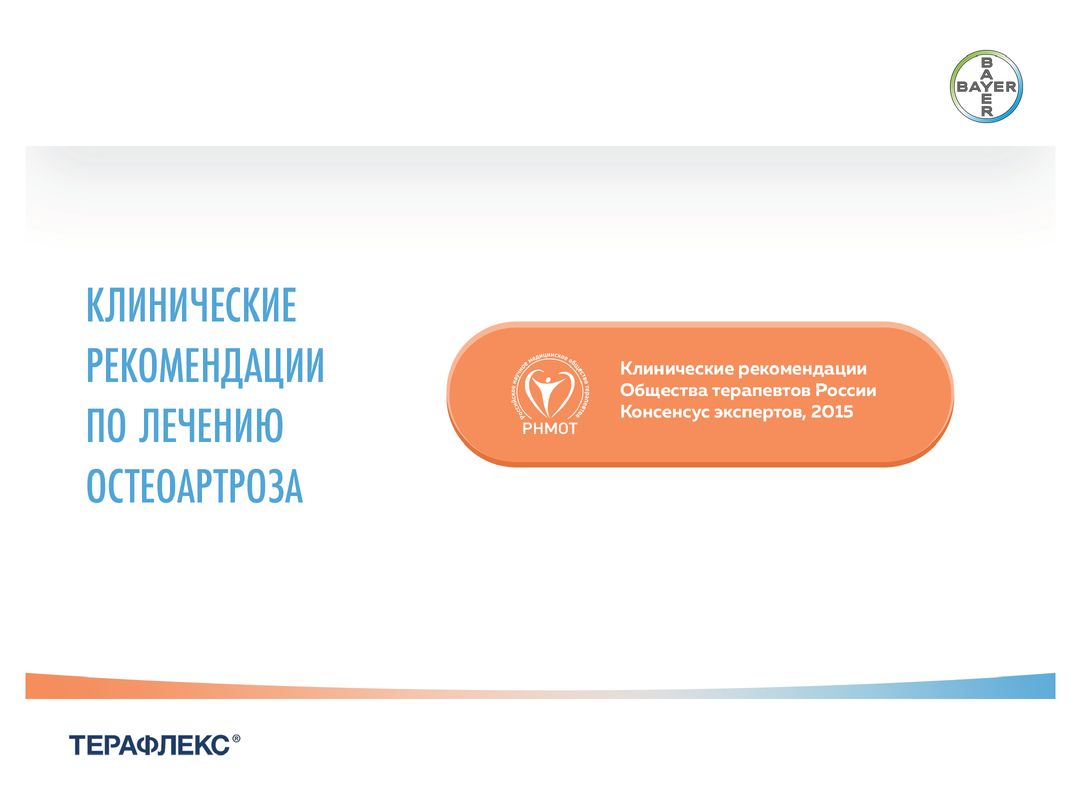 BAYER
BAYER
КЛИНИЧЕСКИЕ
РЕКОМЕНДАЦИИ
ПО ЛЕЧЕНИЮ
ОСТЕОАРТРОЗА
Российское научное медицинское общество терапевтов
РНМОТ
Клинические рекомендации
Общества терапевтов России
Консенсус экспертов, 2015
ТЕРАФЛЕКС®